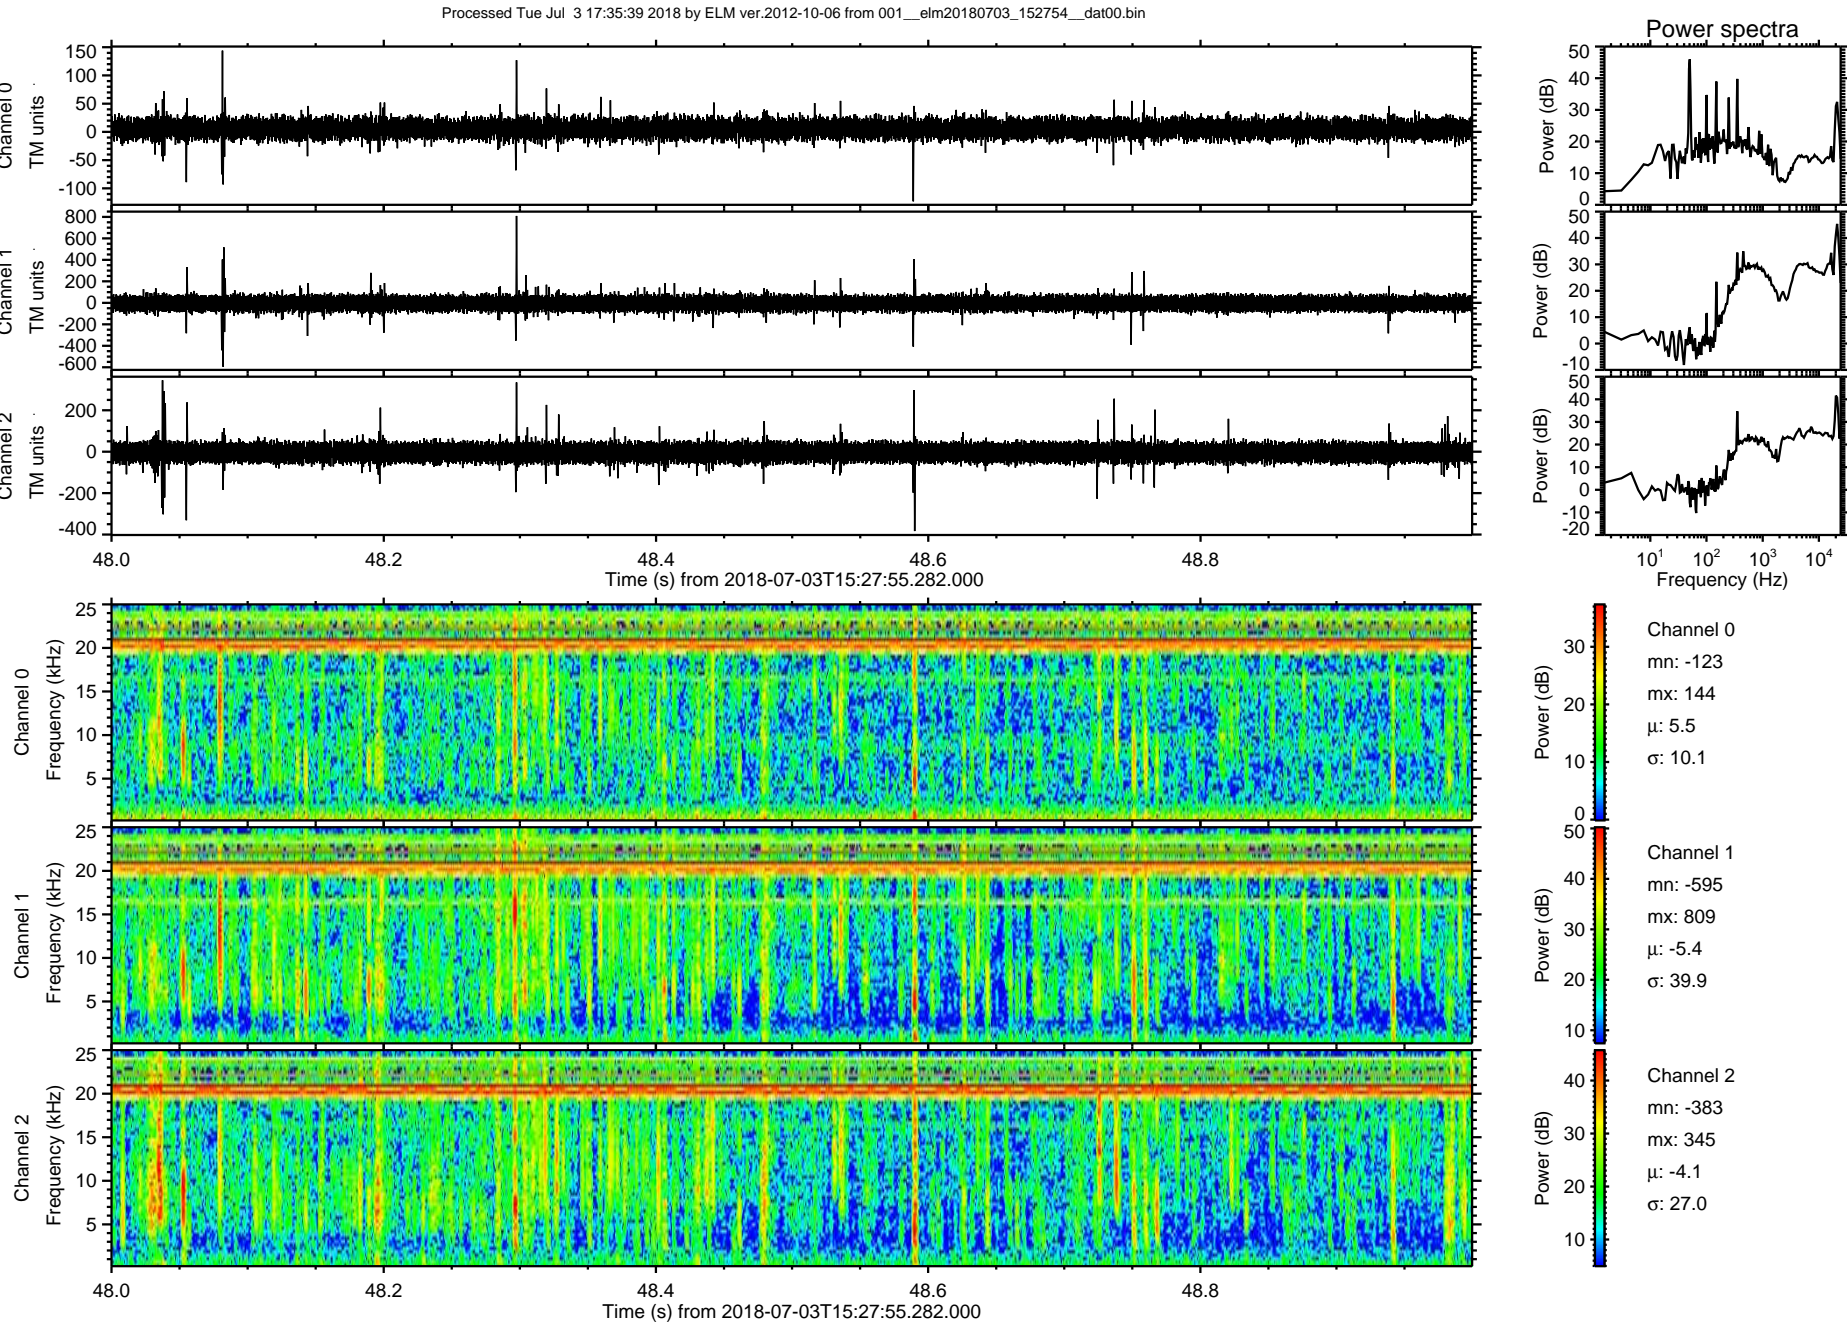 Processed Tue Jul  3 17:35:39 2018 by ELM ver.2012-10-06 from 001__elm20180703_152754__dat00.bin
Power spectra
Channel 0
TM units
150
100
50
0
-50
-100
Power (dB)
50
40
30
20
10
0
Channel 1
TM units
800
600
400
200
0
-200
-400
-600
Power (dB)
50
40
30
20
10
0
-10
Channel 2
TM units
200
0
-200
-400
Power (dB)
50
40
30
20
10
0
-10
-20
48.0 48.2 48.4 48.6 48.8
Time (s) from 2018-07-03T15:27:55.282.000
10¹ 10² 10³ 10⁴
Frequency (Hz)
Channel 0
Frequency (kHz)
25
20
15
10
5
Power (dB)
30
20
10
0
Channel 0
mn: -123
mx: 144
μ: 5.5
σ: 10.1
Channel 1
Frequency (kHz)
25
20
15
10
5
Power (dB)
50
40
30
20
10
Channel 1
mn: -595
mx: 809
μ: -5.4
σ: 39.9
Channel 2
Frequency (kHz)
25
20
15
10
5
Power (dB)
40
30
20
10
Channel 2
mn: -383
mx: 345
μ: -4.1
σ: 27.0
48.0 48.2 48.4 48.6 48.8
Time (s) from 2018-07-03T15:27:55.282.000